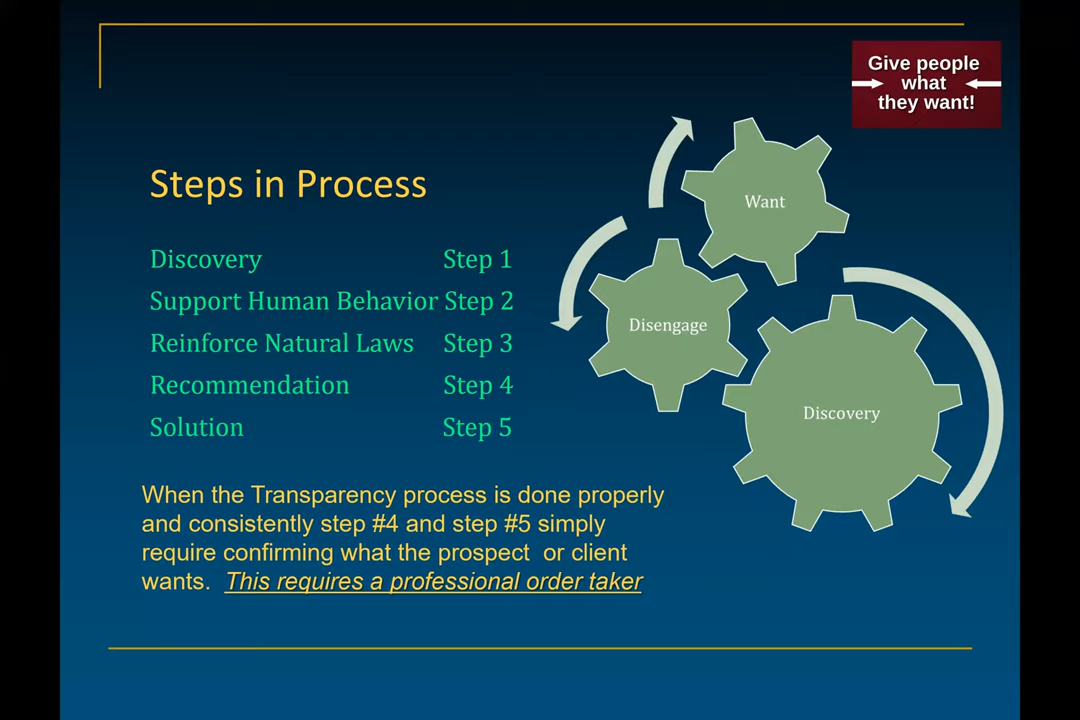 Give people
what
they want!
Steps in Process
Discovery Step 1
Support Human Behavior Step 2
Reinforce Natural Laws Step 3
Recommendation Step 4
Solution Step 5
Want
Disengage
Discovery
When the Transparency process is done properly
and consistently step #4 and step #5 simply
require confirming what the prospect or client
wants. This requires a professional order taker